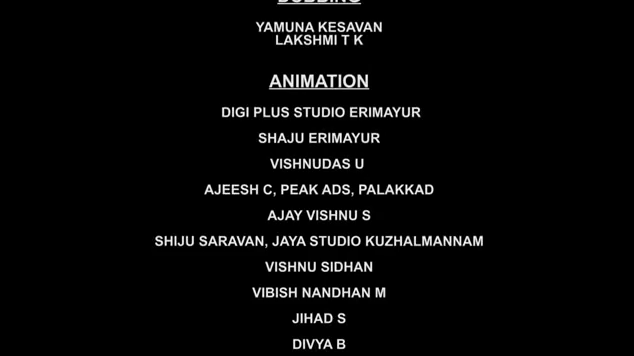 DUBBING
YAMUNA KESAVAN
LAKSHMI T K
ANIMATION
DIGI PLUS STUDIO ERIMAYUR
SHAJU ERIMAYUR
VISHNUDAS U
AJEESH C, PEAK ADS, PALAKKAD
AJAY VISHNU S
SHIJU SARAVAN, JAYA STUDIO KUZHALMANNAM
VISHNU SIDHAN
VIBISH NANDHAN M
JIHAD S
DIVYA B